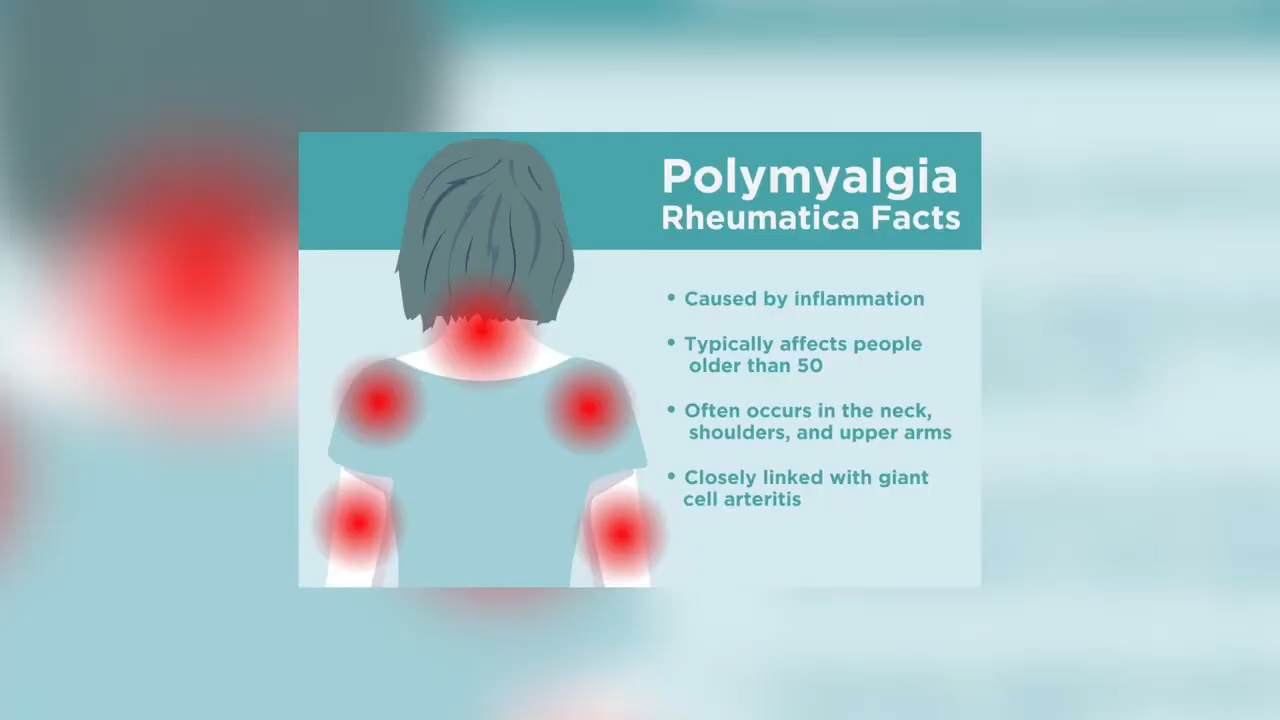 Polymyalgia
Rheumatica Facts
• Caused by inflammation
• Typically affects people
older than 50
• Often occurs in the neck,
shoulders, and upper arms
• Closely linked with giant
cell arteritis